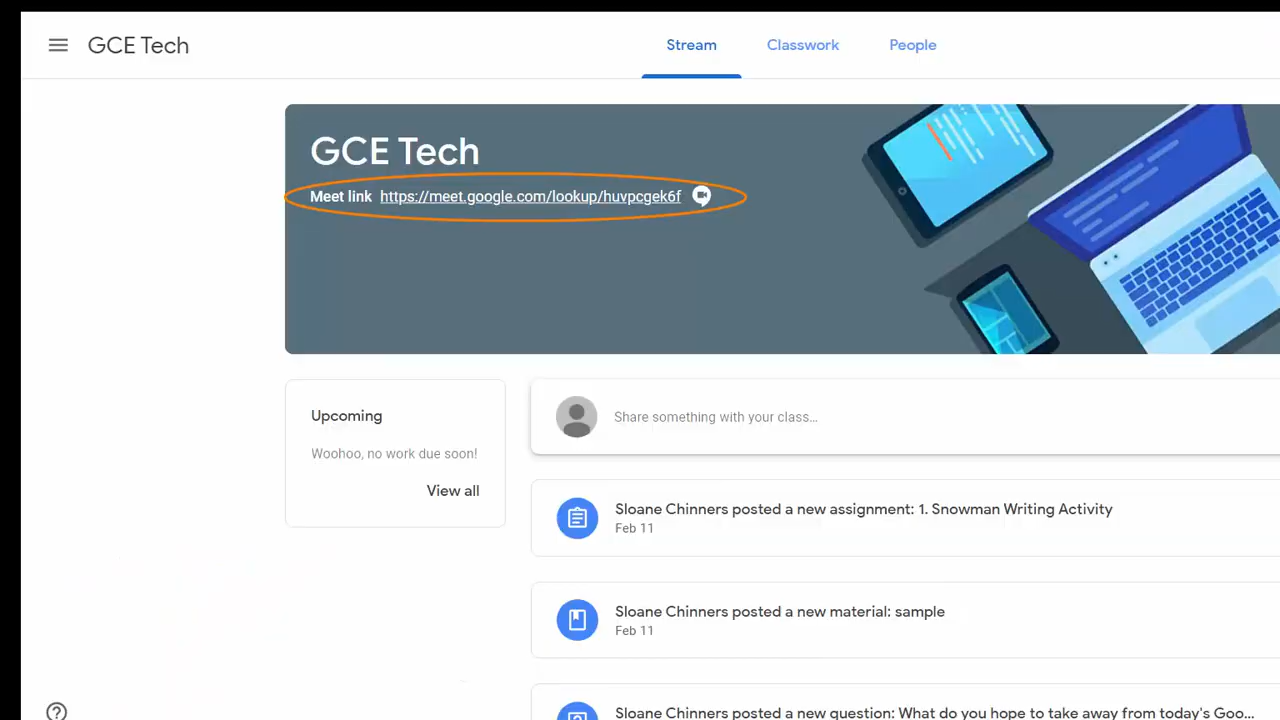 GCE Tech
Stream
Classwork
People
GCE Tech
Meet link https://meet.google.com/lookup/huvpcgek6f
Upcoming
Woohoo, no work due soon!
View all
Share something with your class...
Sloane Chinners posted a new assignment: 1. Snowman Writing Activity
Feb 11
Sloane Chinners posted a new material: sample
Feb 11
Sloane Chinners posted a new question: What do you hope to take away from today's Goo...